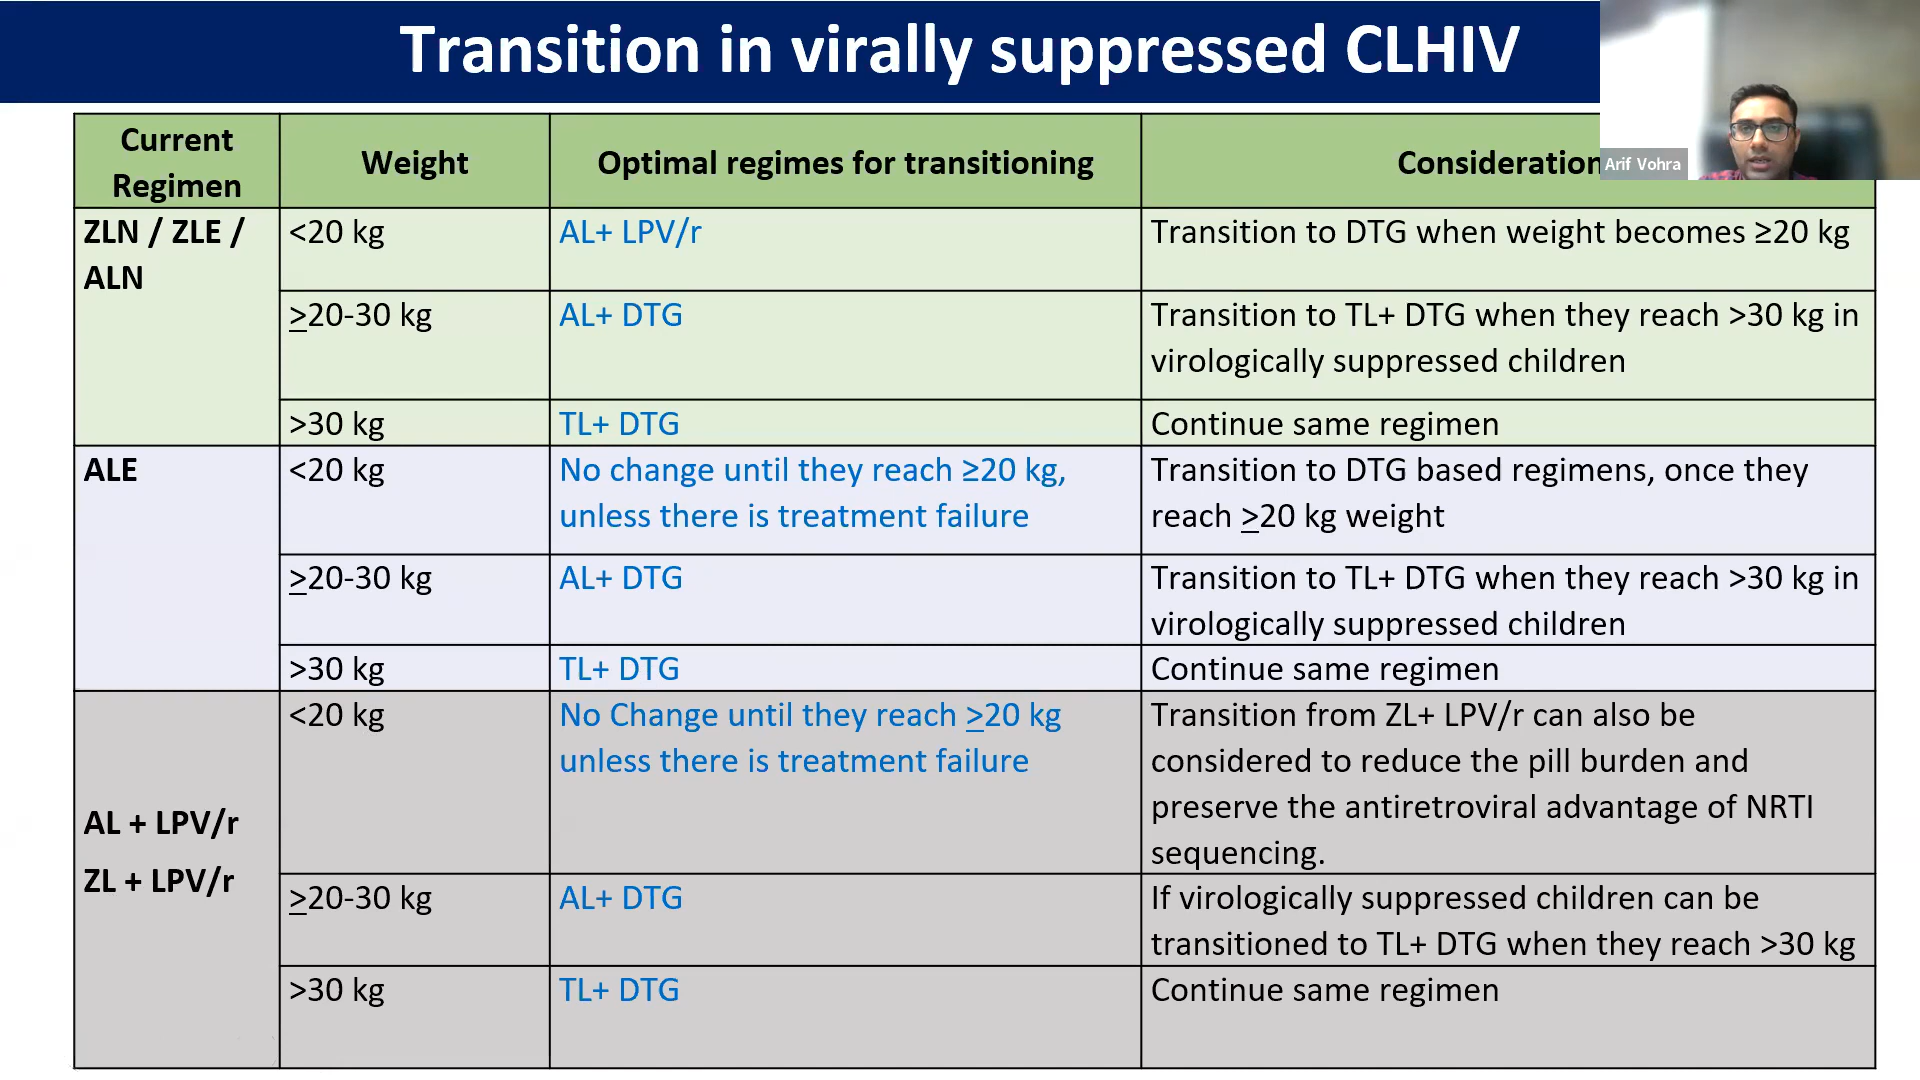 Transition in virally suppressed CLHIV
Arif Vohra
Current
Regimen
Weight
Optimal regimes for transitioning
Consideration
ZLN / ZLE /
ALN
<20 kg
AL+ LPV/r
Transition to DTG when weight becomes ≥20 kg
≥20-30 kg
AL+ DTG
Transition to TL+ DTG when they reach >30 kg in
virologically suppressed children
>30 kg
TL+ DTG
Continue same regimen
ALE
<20 kg
No change until they reach ≥20 kg,
unless there is treatment failure
Transition to DTG based regimens, once they
reach ≥20 kg weight
≥20-30 kg
AL+ DTG
Transition to TL+ DTG when they reach >30 kg in
virologically suppressed children
>30 kg
TL+ DTG
Continue same regimen
AL + LPV/r
ZL + LPV/r
<20 kg
No Change until they reach ≥20 kg
unless there is treatment failure
Transition from ZL+ LPV/r can also be
considered to reduce the pill burden and
preserve the antiretroviral advantage of NRTI
sequencing.
≥20-30 kg
AL+ DTG
If virologically suppressed children can be
transitioned to TL+ DTG when they reach >30 kg
>30 kg
TL+ DTG
Continue same regimen